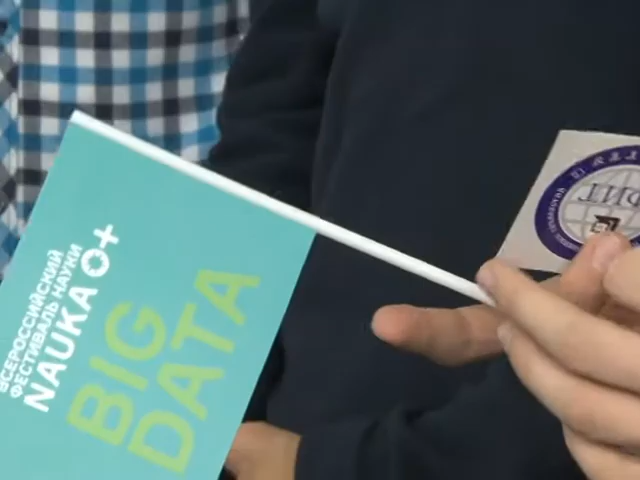 ВСЕРОССИЙСКИЙ
ФЕСТИВАЛЬ НАУКИ
NAUKA 0+
BIG
DATA